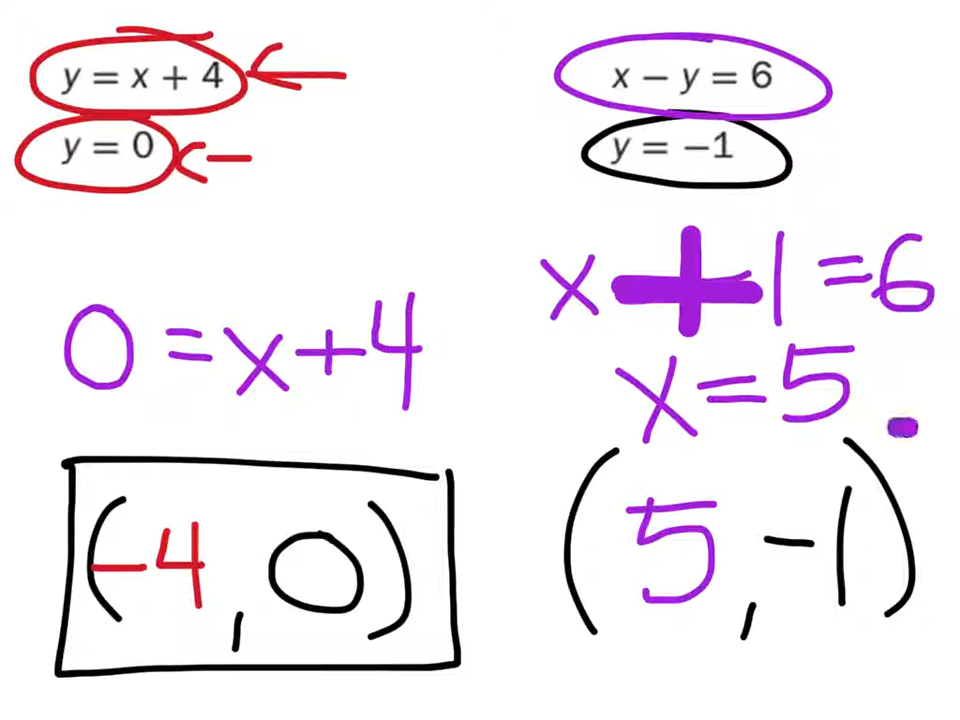 y = x + 4
y = 0
0 = x + 4
(-4, 0)
x − y = 6
y = −1
x + 1 = 6
x = 5
(5, -1)